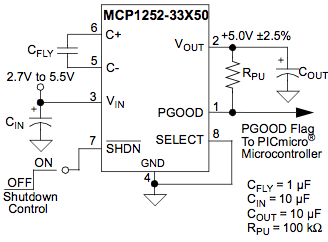 MCP1252-33X50
6 C+
CFLY
5 C-
2.7V to 5.5V
3 VIN
CIN
7 SHDN
ON
OFF
Shutdown
Control
GND
4
VOUT 2
+5.0V ±2.5%
RPU
COUT
PGOOD 1
PGOOD Flag
To PICmicro®
Microcontroller
SELECT 8
CFLY = 1 µF
CIN = 10 µF
COUT = 10 µF
RPU = 100 kΩ